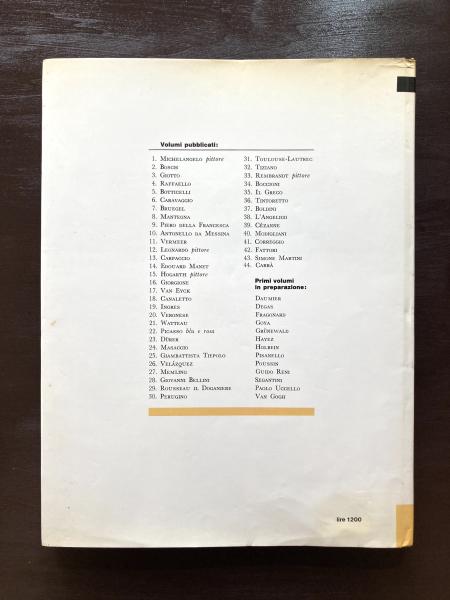 Volumi pubblicati:
1. Michelangelo pittore
2. Bosch
3. Giotto
4. Raffaello
5. Botticelli
6. Caravaggio
7. Bruegel
8. Mantegna
9. Piero della Francesca
10. Antonello da Messina
11. Vermeer
12. Leonardo pittore
13. Carpaccio
14. Edouard Manet
15. Hogarth pittore
16. Giorgione
17. Van Eyck
18. Canaletto
19. Ingres
20. Veronese
21. Watteau
22. Picasso blu e rosa
23. Dürer
24. Masaccio
25. Giambattista Tiepolo
26. Velázquez
27. Memling
28. Giovanni Bellini
29. Rousseau il Doganiere
30. Perugino
31. Toulouse-Lautrec
32. Tiziano
33. Rembrandt pittore
34. Boccioni
35. Il Greco
36. Tintoretto
37. Boldini
38. L'Angelico
39. Cézanne
40. Modigliani
41. Correggio
42. Fattori
43. Simone Martini
44. Carrà
Primi volumi
in preparazione:
Daumier
Degas
Fragonard
Goya
Grünewald
Hayez
Holbein
Pisanello
Poussin
Guido Reni
Segantini
Paolo Uccello
Van Gogh
lire 1200